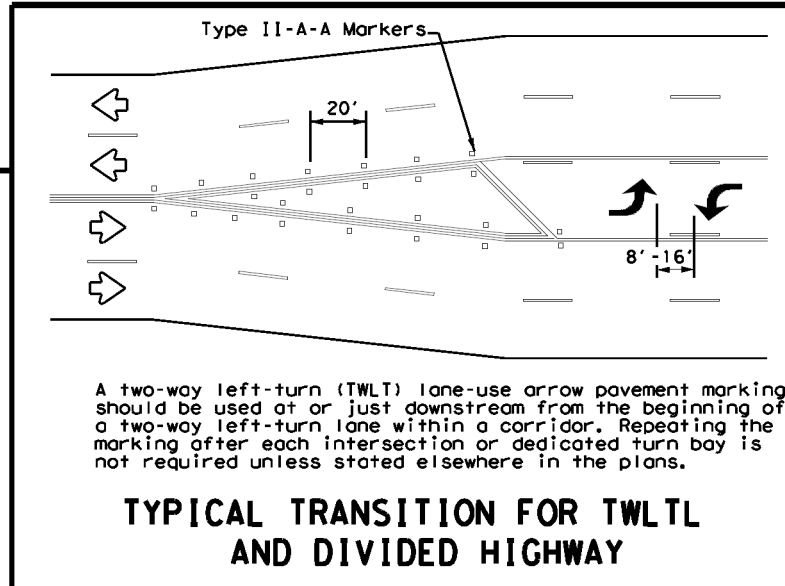 Type II-A-A Markers
20'
8' -16'
A two-way left-turn (TWLT) lane-use arrow pavement marking
should be used at or just downstream from the beginning of
a two-way left-turn lane within a corridor. Repeating the
marking after each intersection or dedicated turn bay is
not required unless stated elsewhere in the plans.
TYPICAL TRANSITION FOR TWLTL
AND DIVIDED HIGHWAY